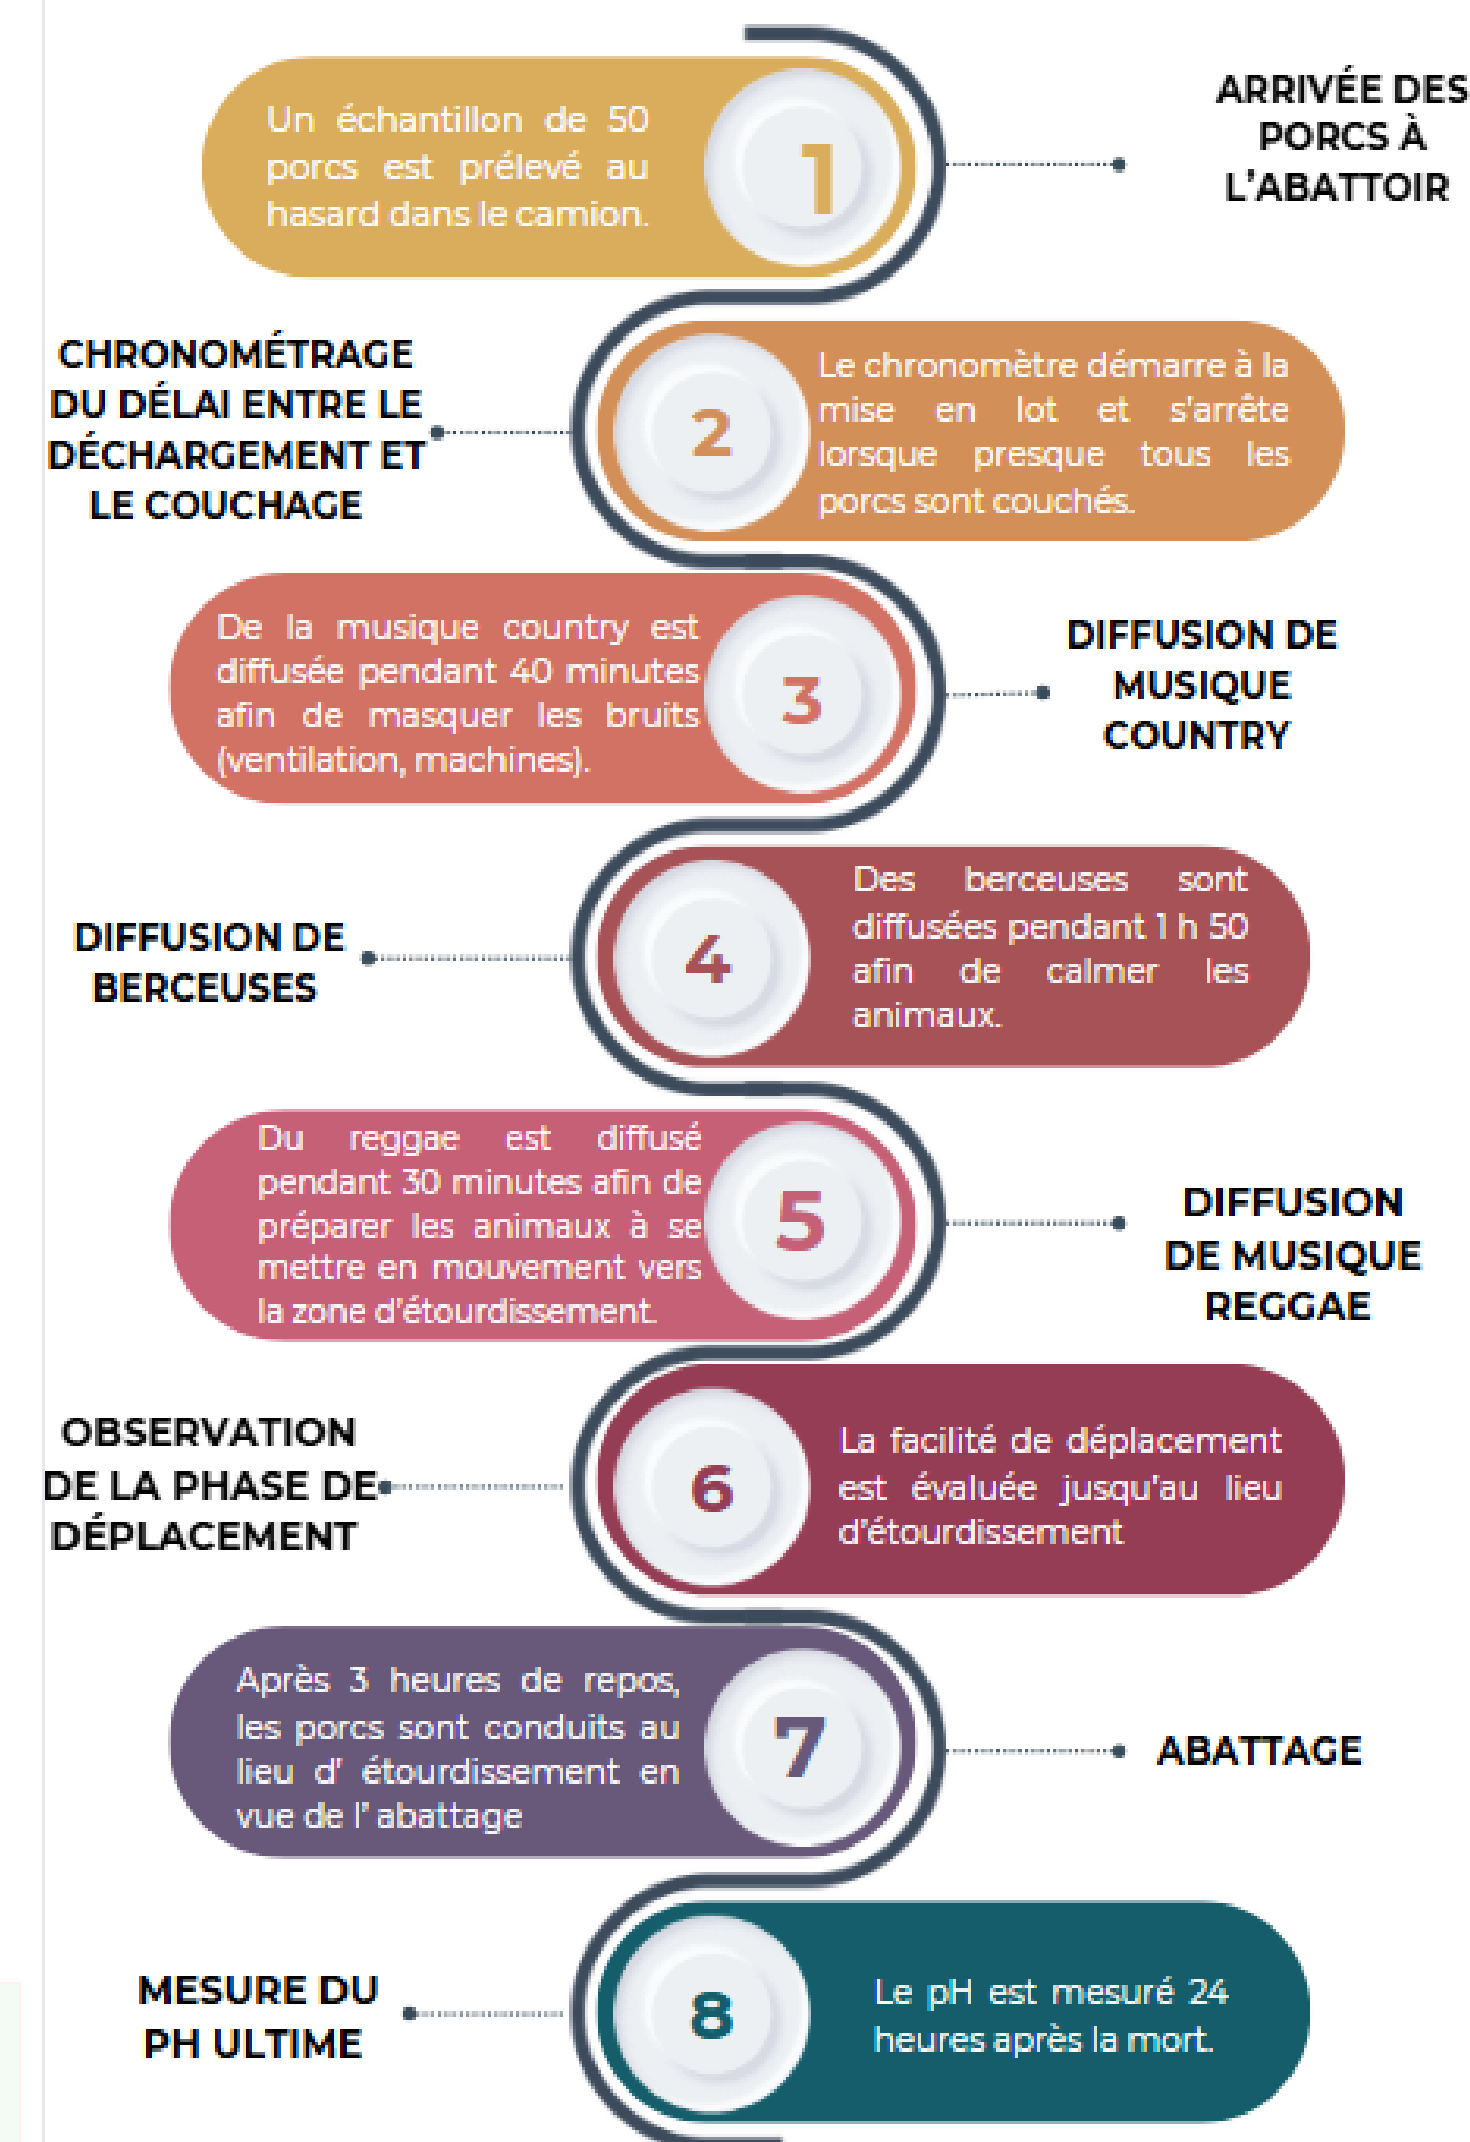 ARRIVÉE DES
PORCS À
L'ABATTOIR
1
Un échantillon de 50
porcs est prélevé au
hasard dans le camion.
CHRONOMÉTRAGE
DU DÉLAI ENTRE LE
DÉCHARGEMENT ET
LE COUCHAGE
2
Le chronomètre démarre à la
mise en lot et s'arrête
lorsque presque tous les
porcs sont couchés.
DIFFUSION DE
MUSIQUE
COUNTRY
3
De la musique country est
diffusée pendant 40 minutes
afin de masquer les bruits
(ventilation, machines).
DIFFUSION DE
BERCEUSES
4
Des berceuses sont
diffusées pendant 1 h 50
afin de calmer les
animaux.
DIFFUSION
DE MUSIQUE
REGGAE
5
Du reggae est diffusé
pendant 30 minutes afin de
préparer les animaux à se
mettre en mouvement vers
la zone d'étourdissement.
OBSERVATION
DE LA PHASE DE
DÉPLACEMENT
6
La facilité de déplacement
est évaluée jusqu'au lieu
d'étourdissement
ABATTAGE
7
Après 3 heures de repos,
les porcs sont conduits au
lieu d' étourdissement en
vue de l' abattage
MESURE DU
PH ULTIME
8
Le pH est mesuré 24
heures après la mort.